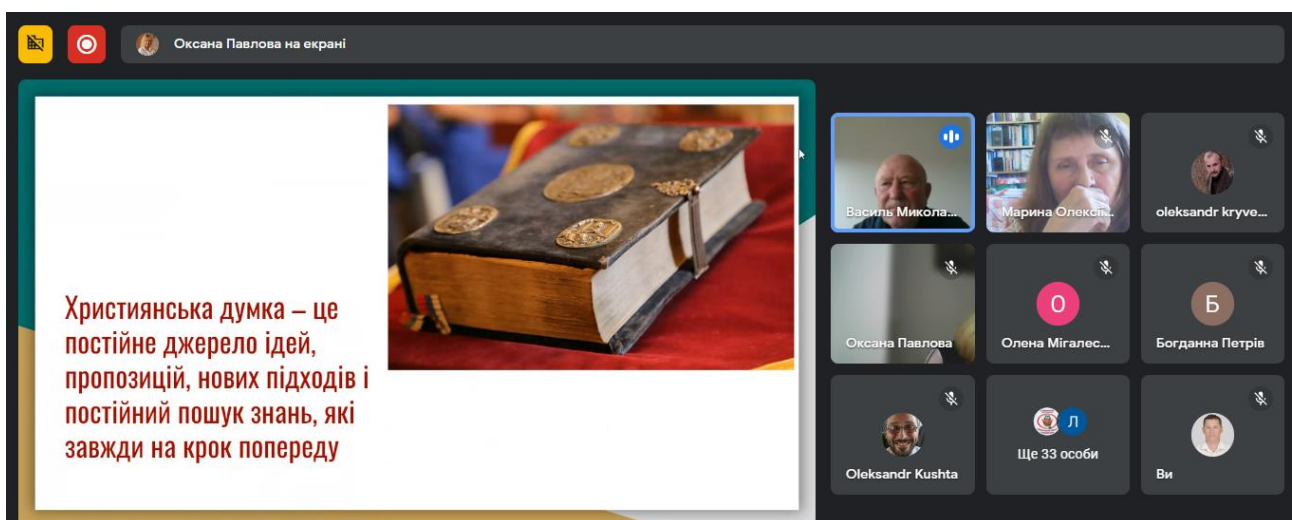 Оксана Павлова на екрані
Християнська думка – це
постійне джерело ідей,
пропозицій, нових підходів і
постійний пошук знань, які
завжди на крок попереду
Василь Микола...
Марина Олексії...
oleksandr kryve...
Оксана Павлова
О
Олена Мігалес...
Б
Богданна Петрів
Oleksandr Kushta
Л
Ще 33 особи
Ви